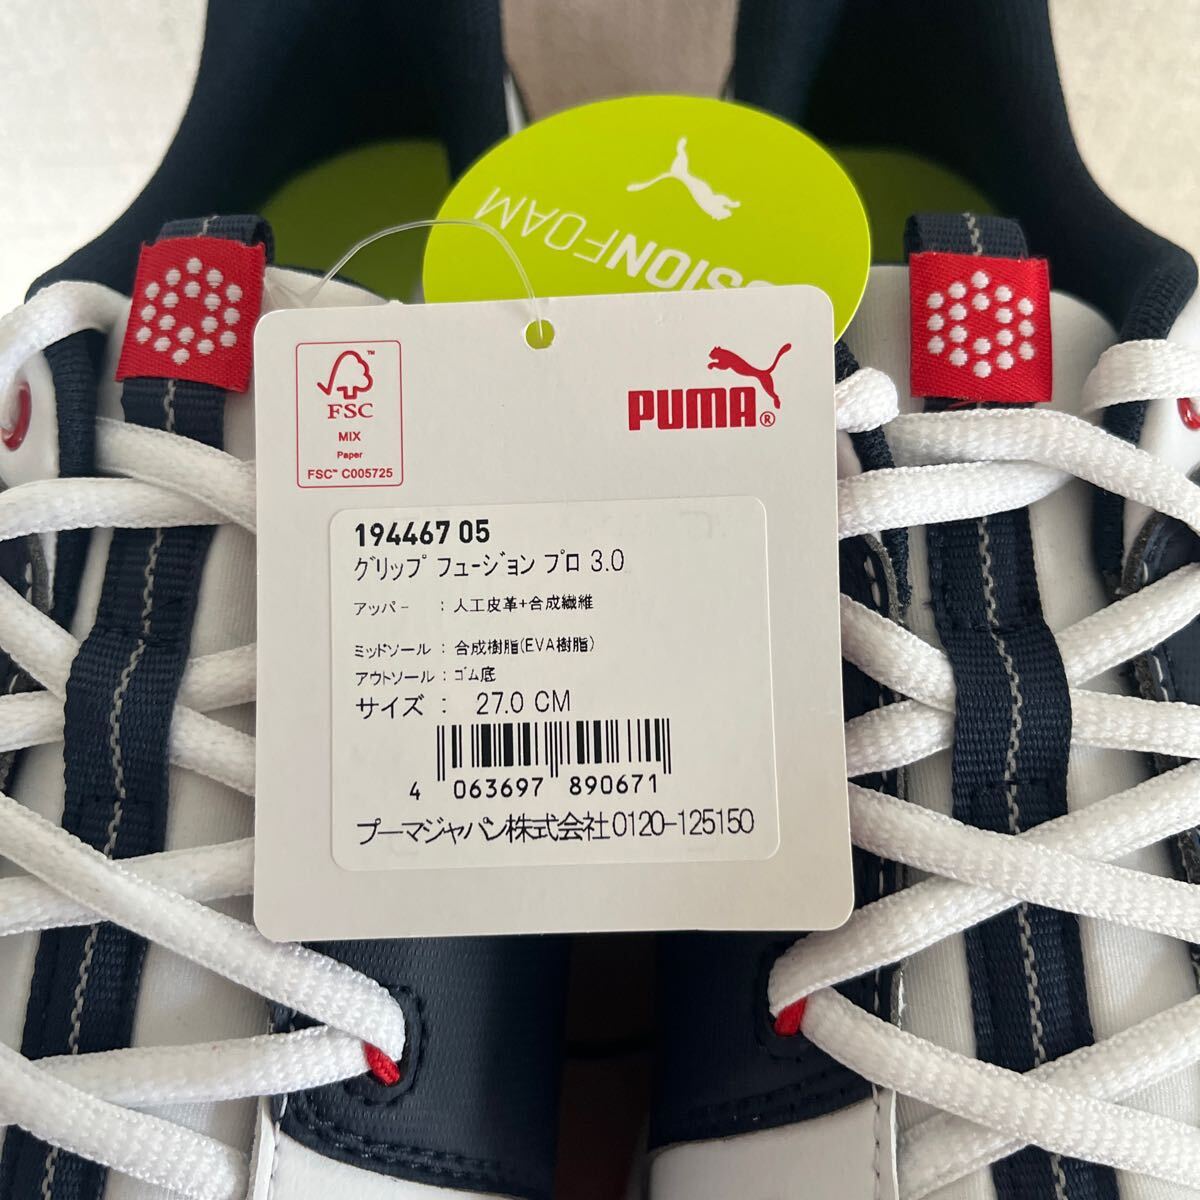 FUSIONFOAM
FSC
MIX
Paper
FSC™ C005725
PUMA®
194467 05
グリップ フュージョン プロ 3.0
アッパー : 人工皮革+合成繊維
ミッドソール : 合成樹脂(EVA樹脂)
アウトソール : ゴム底
サイズ : 27.0 CM
4 063697 890671
プーマジャパン株式会社0120-125150